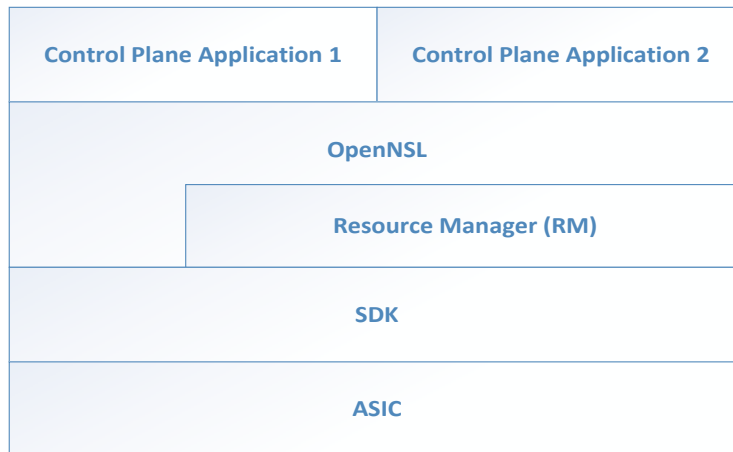 Control Plane Application 1
Control Plane Application 2
OpenNSL
Resource Manager (RM)
SDK
ASIC